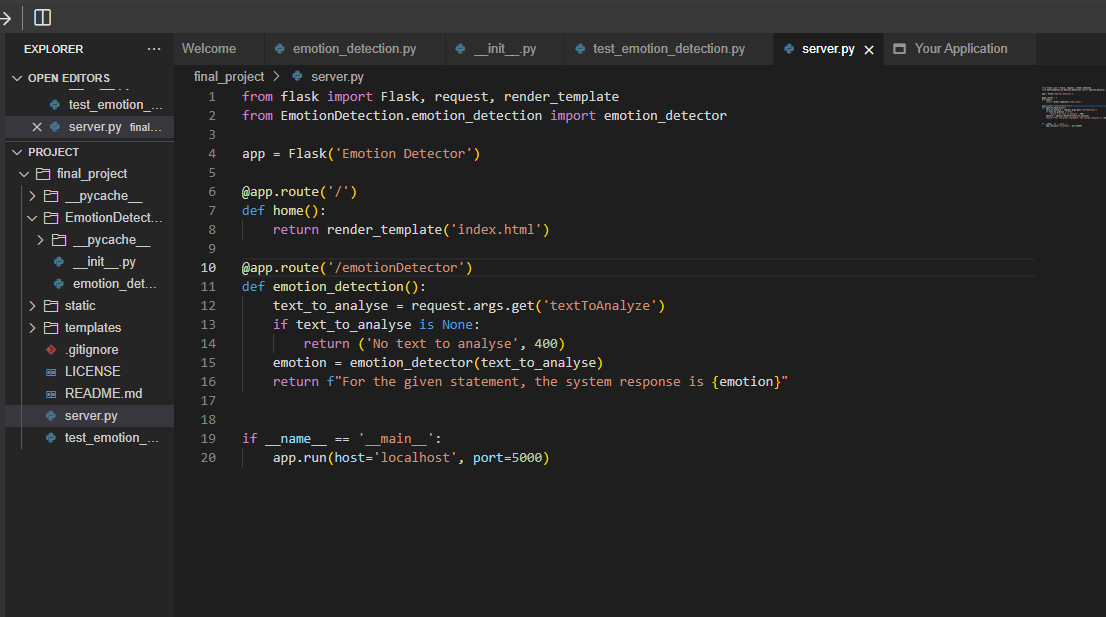 EXPLORER ...
OPEN EDITORS
test_emotion_...
server.py final...
PROJECT
final_project
__pycache__
EmotionDetect...
__pycache__
__init__.py
emotion_det...
static
templates
.gitignore
LICENSE
README.md
server.py
test_emotion_...
Welcome emotion_detection.py __init__.py test_emotion_detection.py server.py Your Application
final_project > server.py
1 from flask import Flask, request, render_template
2 from EmotionDetection.emotion_detection import emotion_detector
3
4 app = Flask('Emotion Detector')
5
6 @app.route('/')
7 def home():
8     return render_template('index.html')
9
10 @app.route('/emotionDetector')
11 def emotion_detection():
12     text_to_analyse = request.args.get('textToAnalyze')
13     if text_to_analyse is None:
14         return ('No text to analyse', 400)
15     emotion = emotion_detector(text_to_analyse)
16     return f"For the given statement, the system response is {emotion}"
17
18
19 if __name__ == '__main__':
20     app.run(host='localhost', port=5000)